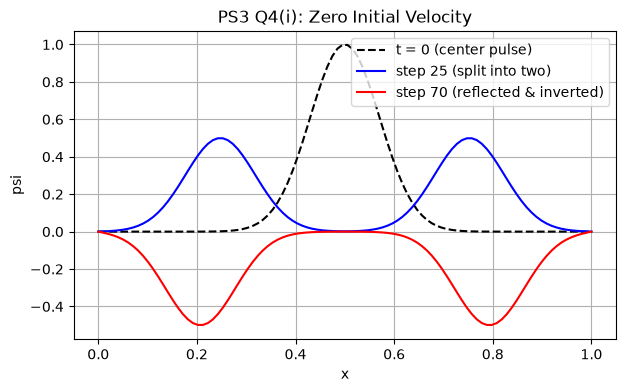 PS3 Q4(i): Zero Initial Velocity
t = 0 (center pulse)
step 25 (split into two)
step 70 (reflected & inverted)
psi
1.0
0.8
0.6
0.4
0.2
0.0
−0.2
−0.4
0.0 0.2 0.4 0.6 0.8 1.0
x